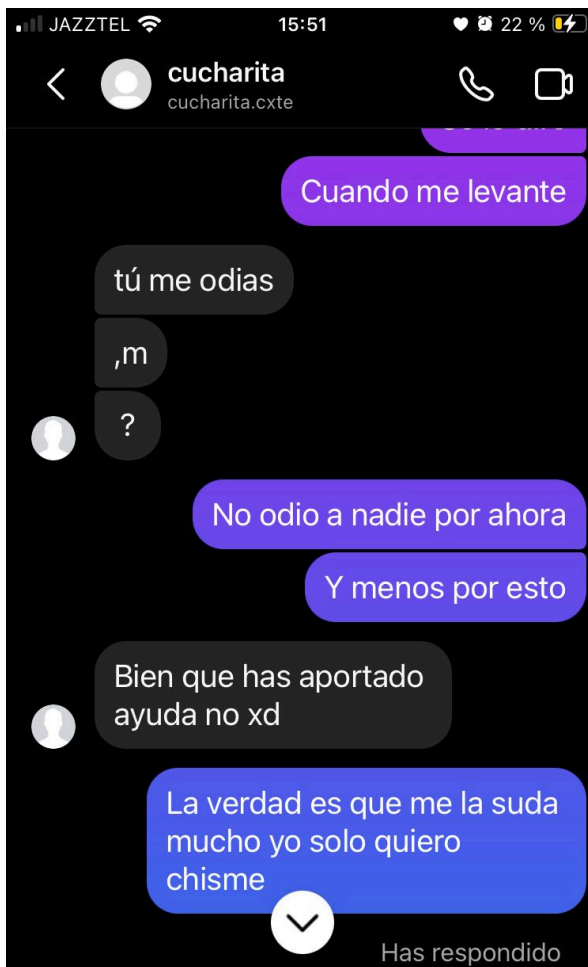 JAZZTEL 15:51 22 %
cucharita
cucharita.cxte
Cuando me levante
tú me odias
,m
?
No odio a nadie por ahora
Y menos por esto
Bien que has aportado
ayuda no xd
La verdad es que me la suda
mucho yo solo quiero
chisme
Has respondido